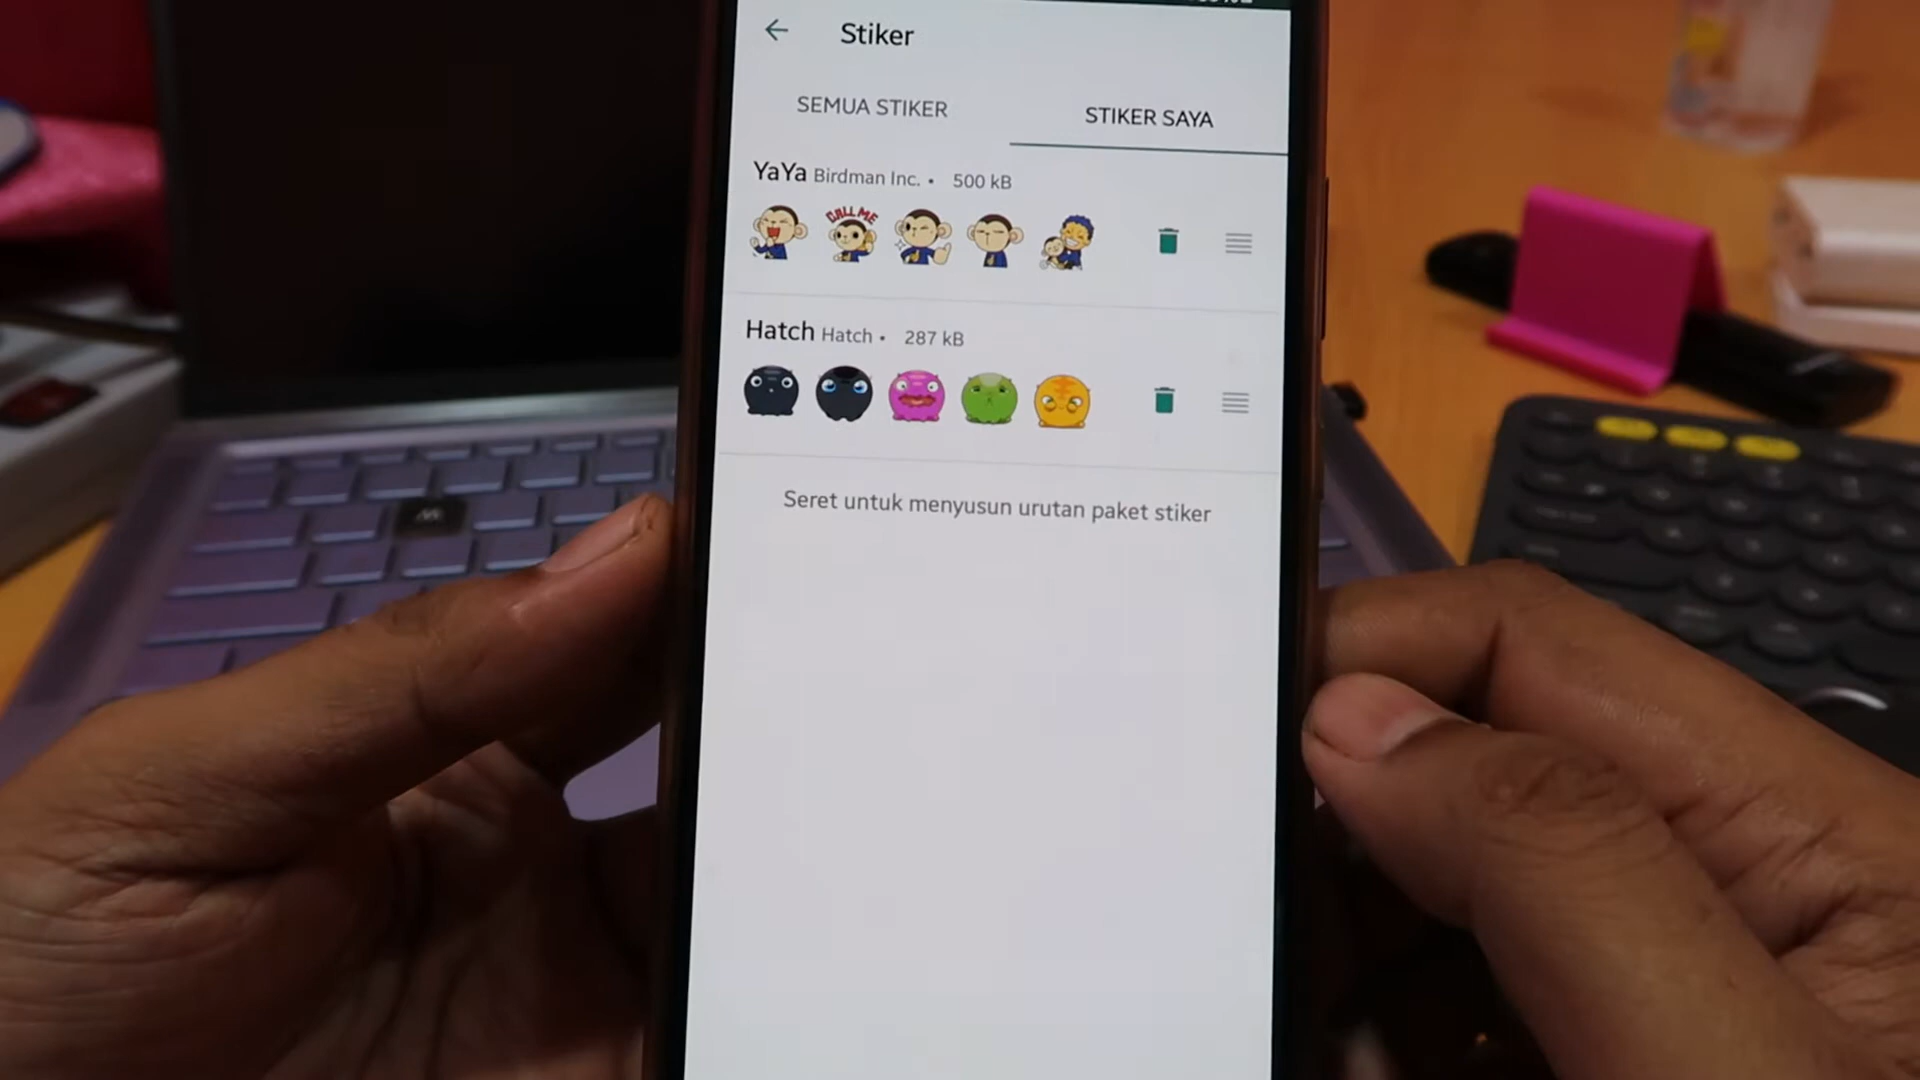 Stiker
SEMUA STIKER
STIKER SAYA
YaYa Birdman Inc. • 500 kB
CALL ME
Hatch Hatch • 287 kB
Seret untuk menyusun urutan paket stiker